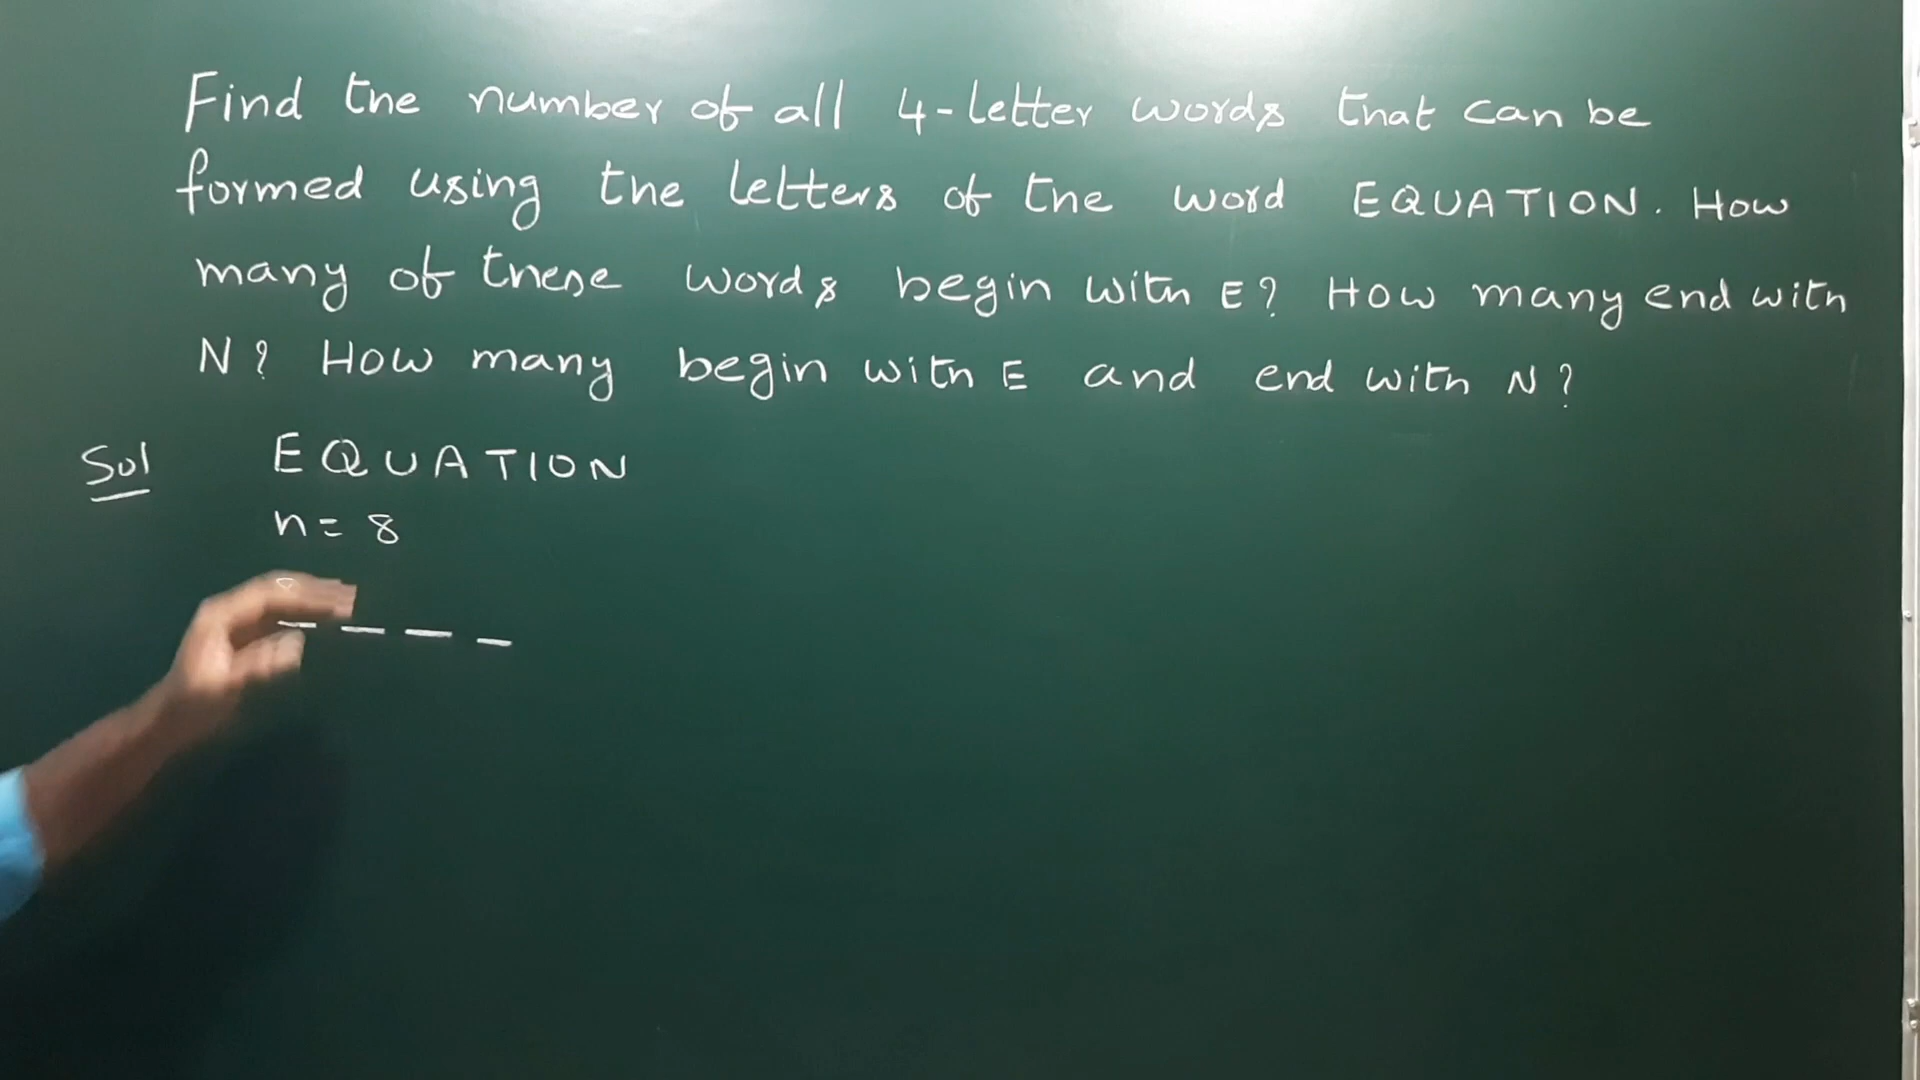 Find the number of all 4-letter words that can be
formed using the letters of the word EQUATION. How
many of these words begin with E? How many end with
N? How many begin with E and end with N?
Sol EQUATION
n = 8